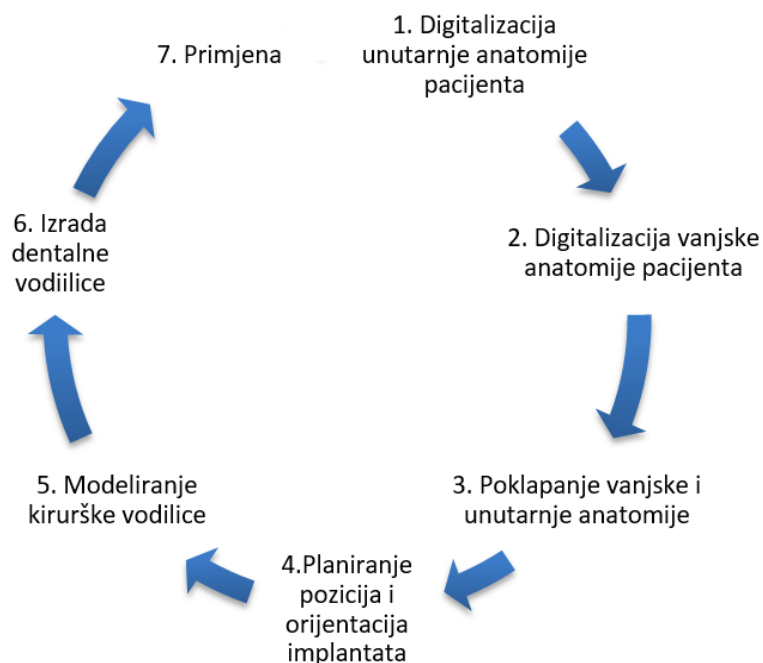 1. Digitalizacija
unutarnje anatomije
pacijenta
2. Digitalizacija vanjske
anatomije pacijenta
3. Poklapanje vanjske i
unutarnje anatomije
4.Planiranje
pozicija i
orijentacija
implantata
5. Modeliranje
kirurške vodilice
6. Izrada
dentalne
vodiilice
7. Primjena